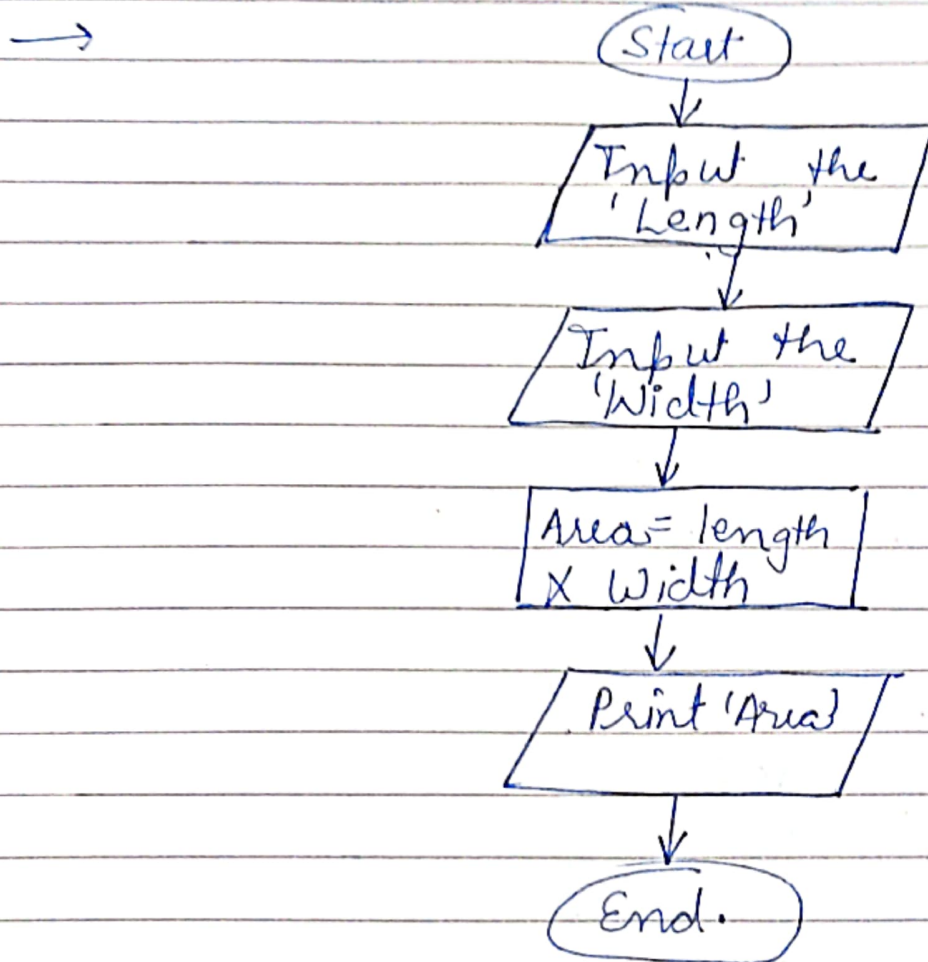 Start
Input the
'Length'
Input the
'Width'
Area = length
X Width
Print 'Area'
End.